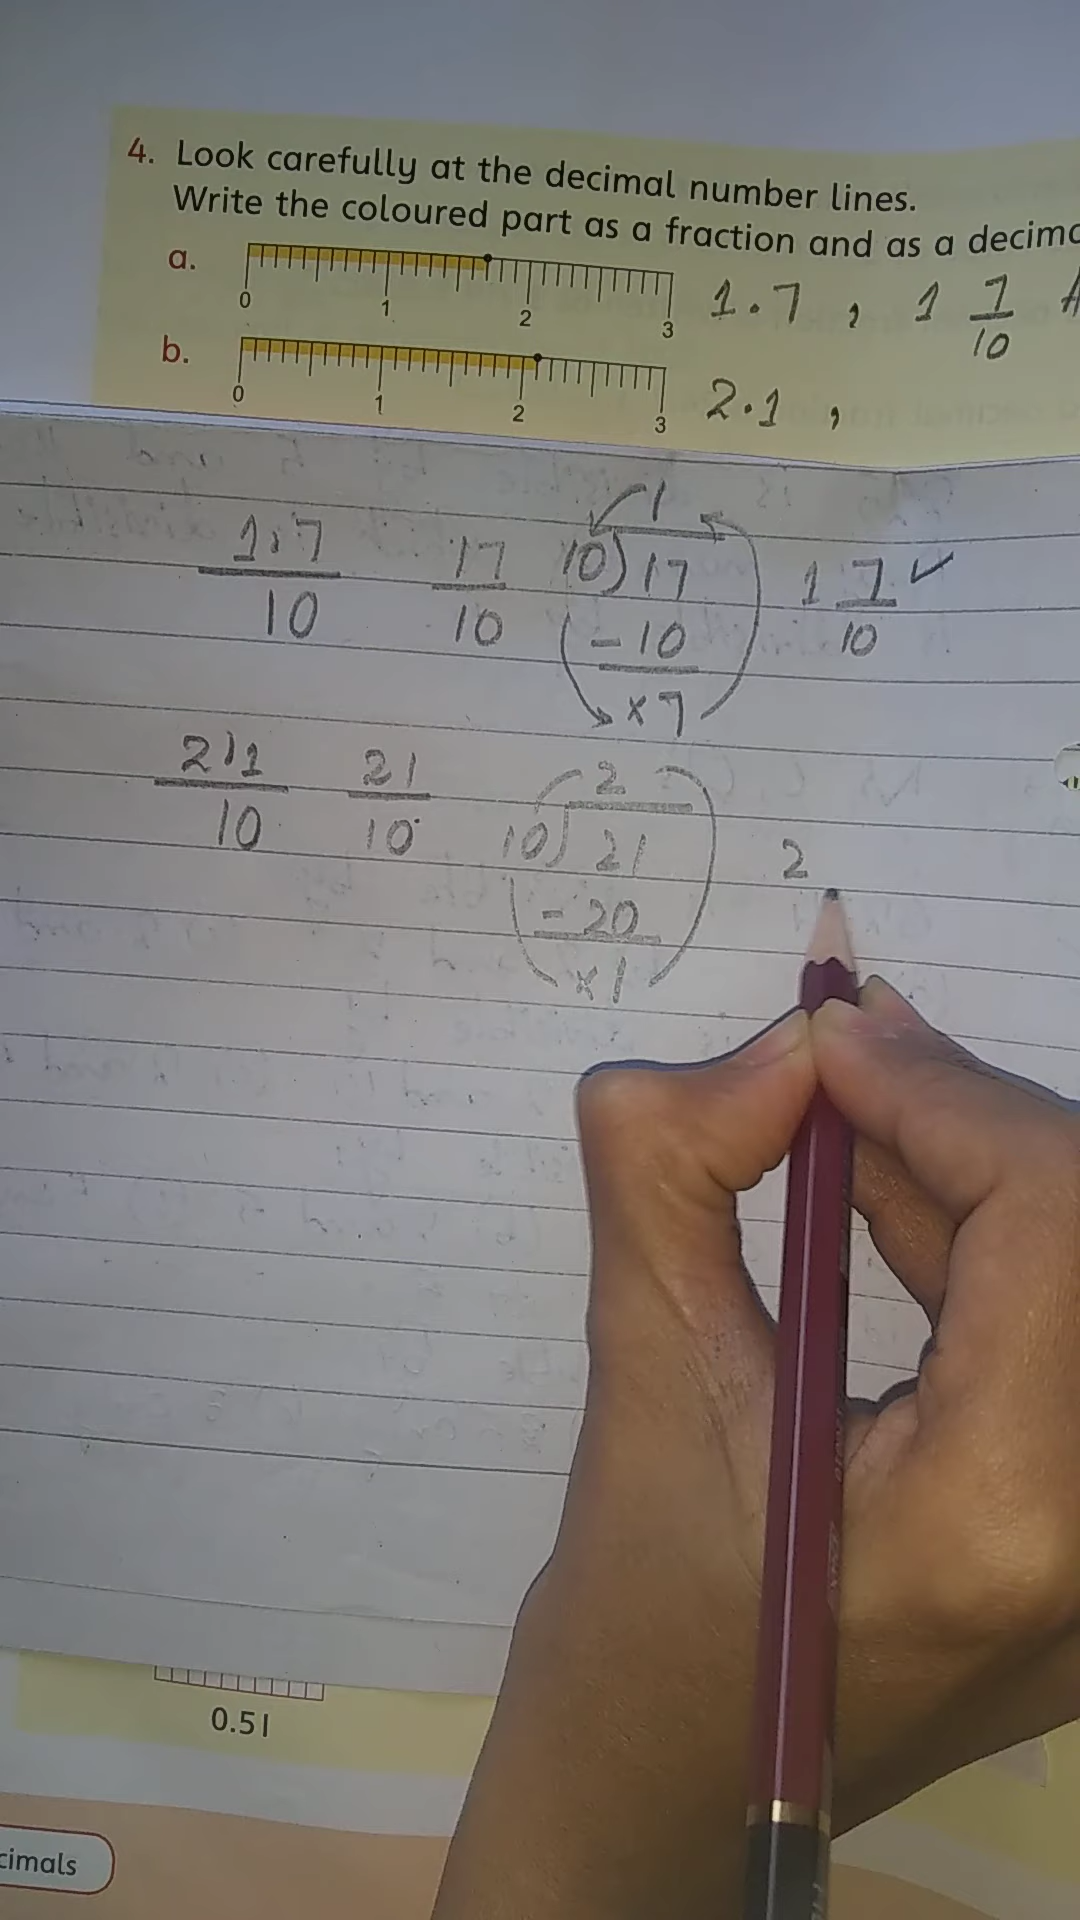 4. Look carefully at the decimal number lines.
Write the coloured part as a fraction and as a decima
a. 0 1 2 3 1.7 , 1 7/10
b. 0 1 2 3 2.1 ,
1.7/10 17/10 10)17 1 1 7/10 ✓
- 10
×7
2.1/10 21/10 10)21 2 2
- 20
×1
0.5l
cimals